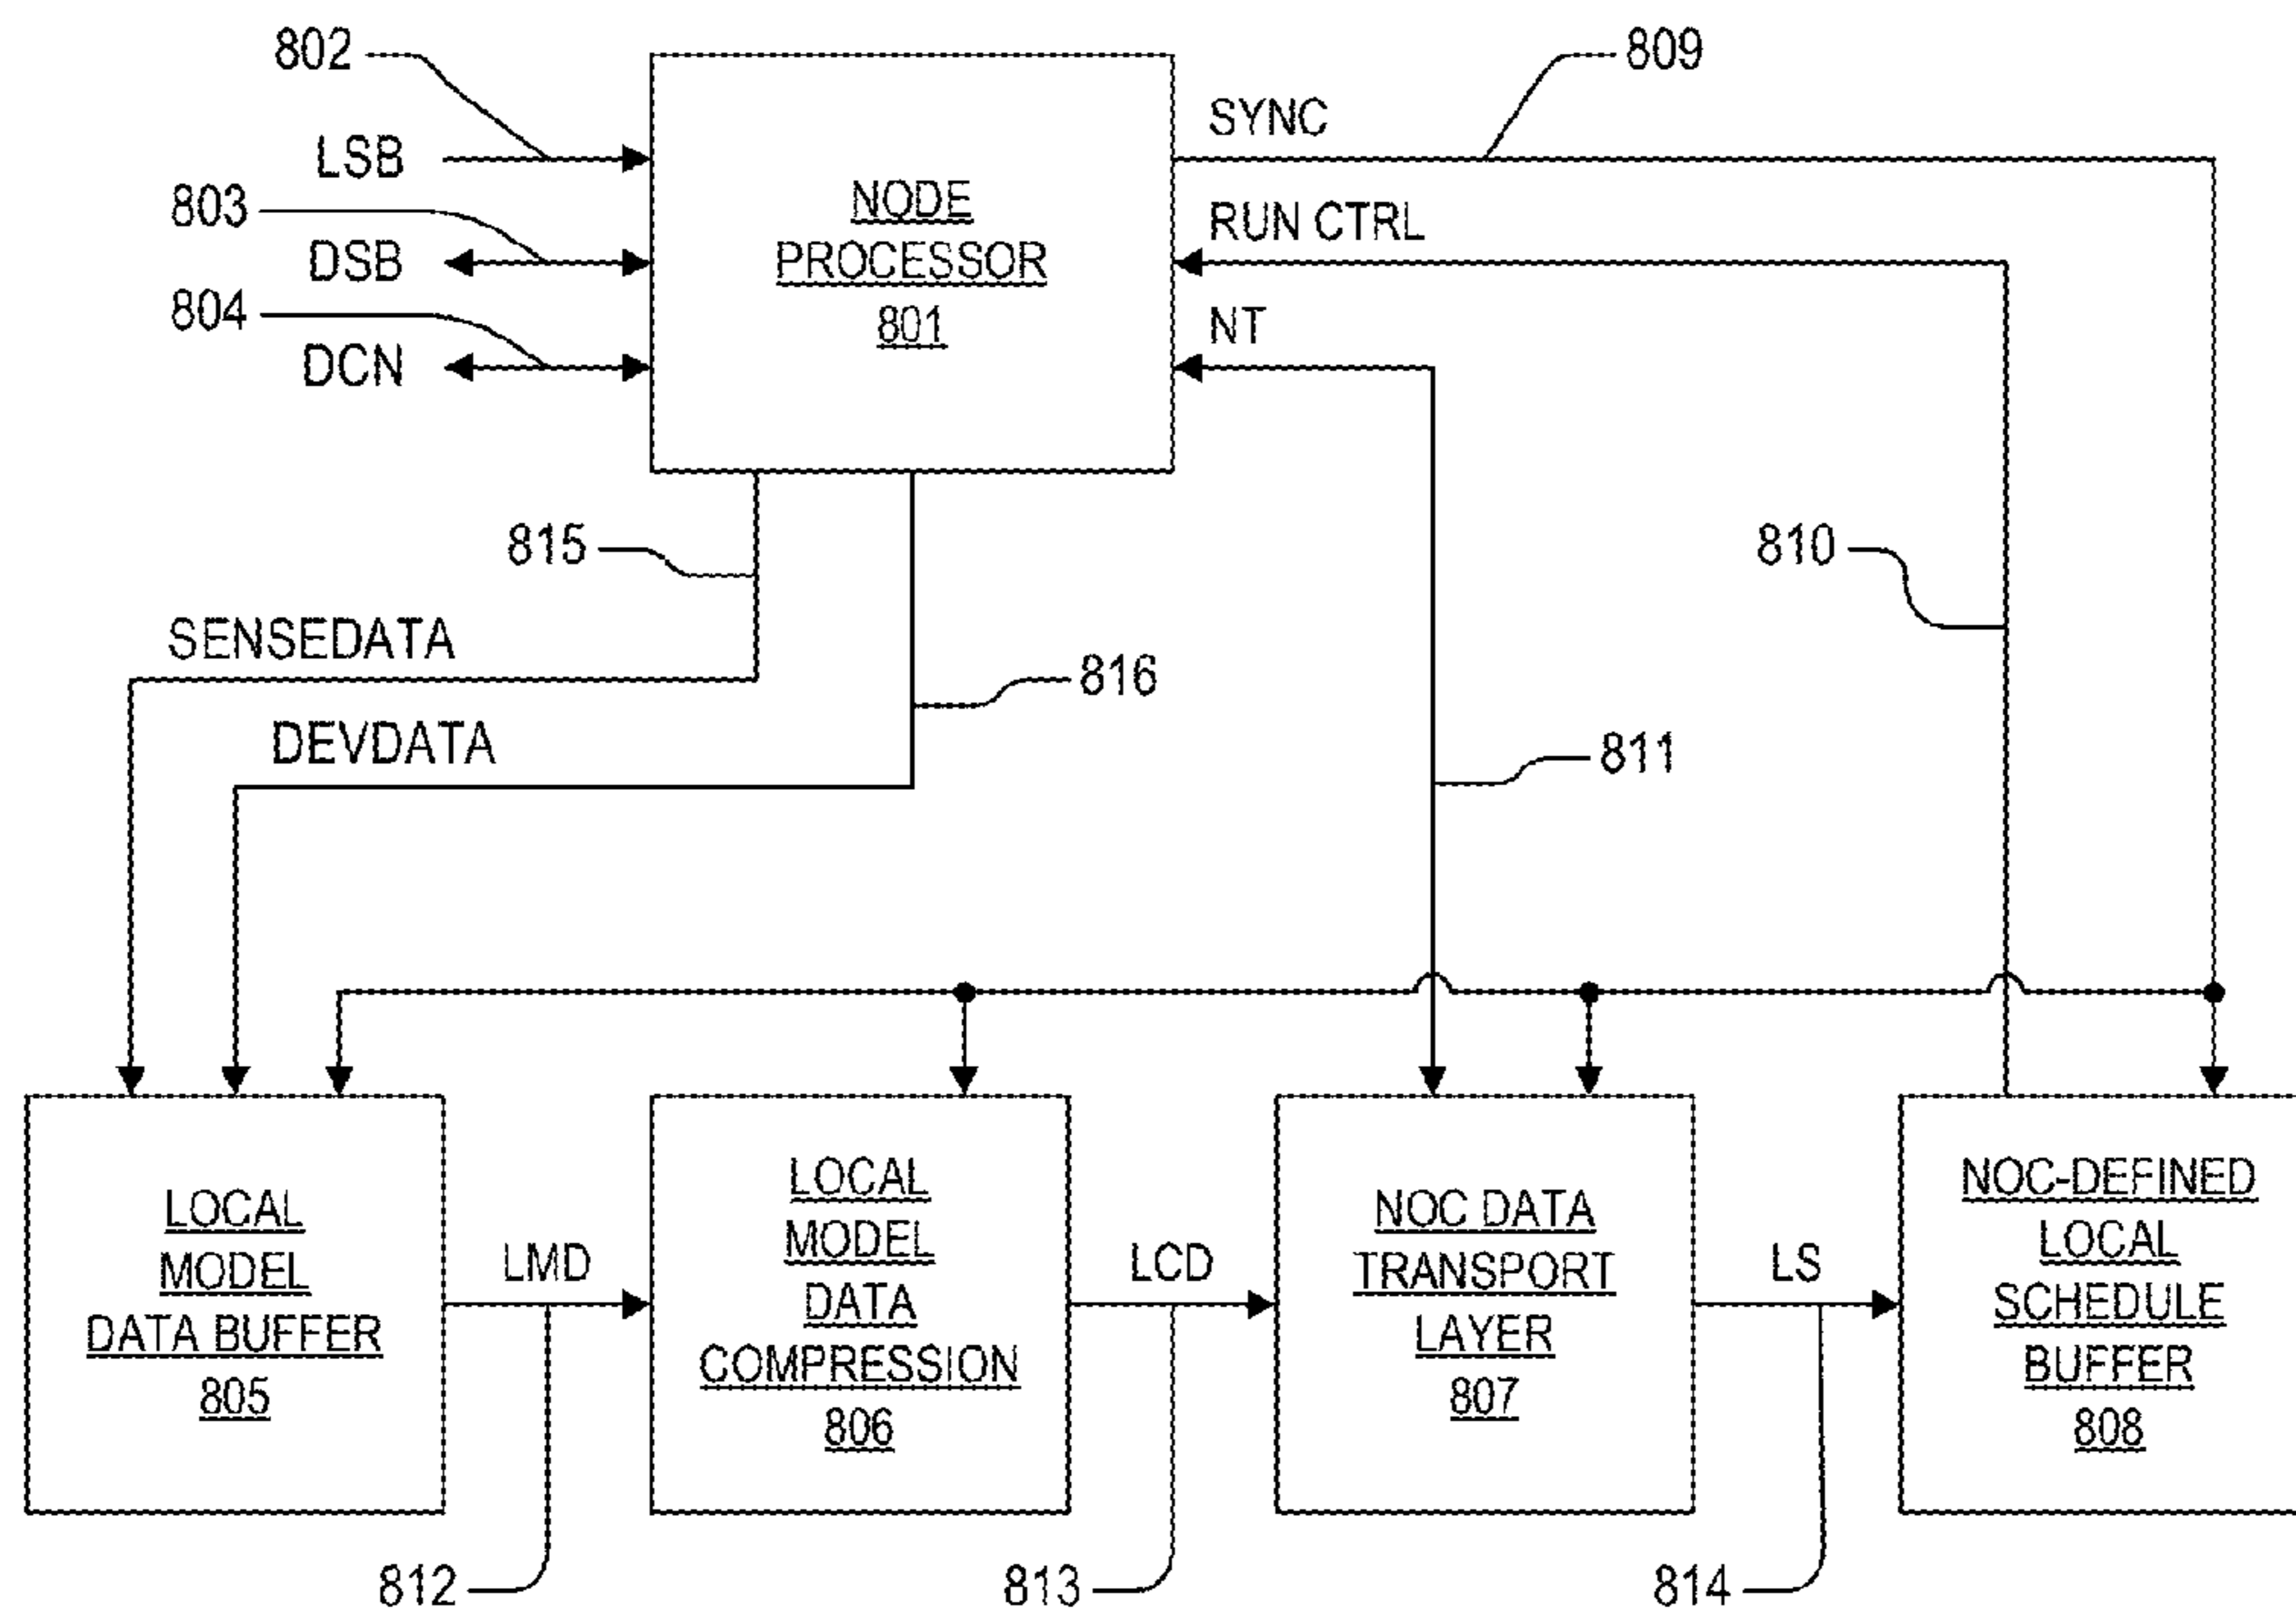 802
809
SYNC
LSB
NODE
PROCESSOR
801
803
RUN CTRL
DSB
804
NT
DCN
815
810
SENSEDATA
816
DEVDATA
811
LOCAL
MODEL
DATA BUFFER
805
LMD
LOCAL
MODEL
DATA
COMPRESSION
806
LCD
NOC DATA
TRANSPORT
LAYER
807
LS
NOC-DEFINED
LOCAL
SCHEDULE
BUFFER
808
812
813
814